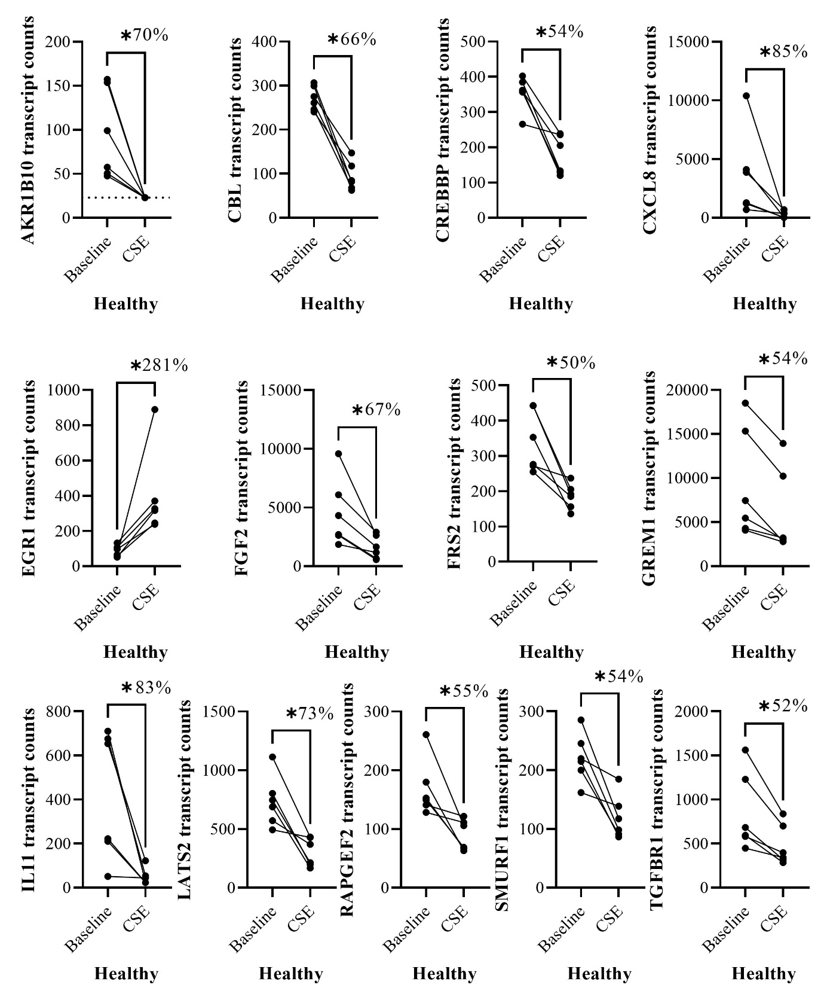 AKR1B10 transcript counts
200
150
100
50
0
∗70%
Baseline
CSE
Healthy
CBL transcript counts
400
300
200
100
0
∗66%
Baseline
CSE
Healthy
CREBBP transcript counts
500
400
300
200
100
0
∗54%
Baseline
CSE
Healthy
CXCL8 transcript counts
15000
10000
5000
0
∗85%
Baseline
CSE
Healthy
EGR1 transcript counts
1000
800
600
400
200
0
∗281%
Baseline
CSE
Healthy
FGF2 transcript counts
15000
10000
5000
0
∗67%
Baseline
CSE
Healthy
FRS2 transcript counts
500
400
300
200
100
0
∗50%
Baseline
CSE
Healthy
GREM1 transcript counts
20000
15000
10000
5000
0
∗54%
Baseline
CSE
Healthy
IL11 transcript counts
800
600
400
200
0
∗83%
Baseline
CSE
Healthy
LATS2 transcript counts
1500
1000
500
0
∗73%
Baseline
CSE
Healthy
RAPGEF2 transcript counts
300
200
100
0
∗55%
Baseline
CSE
Healthy
SMURF1 transcript counts
300
200
100
0
∗54%
Baseline
CSE
Healthy
TGFBR1 transcript counts
2000
1500
1000
500
0
∗52%
Baseline
CSE
Healthy